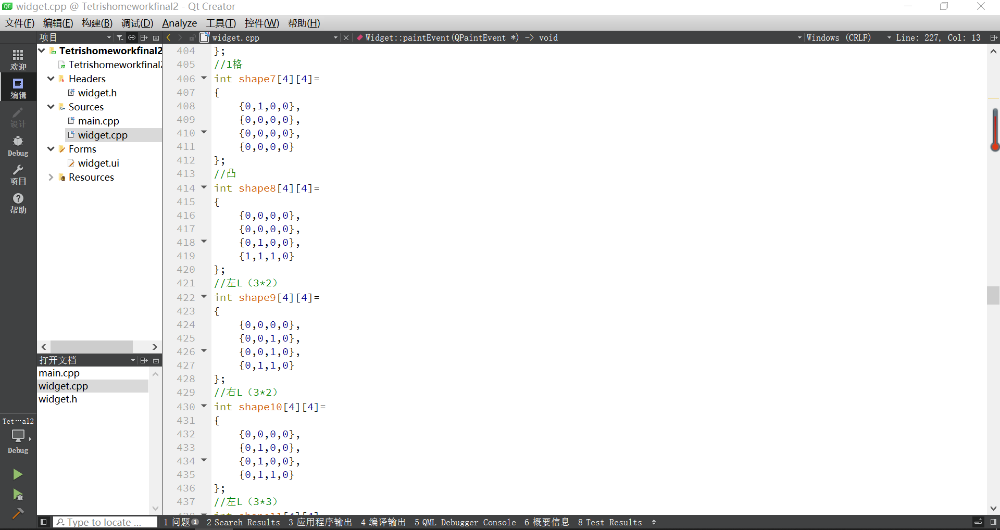 widget.cpp @ Tetrishomeworkfinal2 - Qt Creator
文件(F) 编辑(E) 构建(B) 调试(D) Analyze 工具(T) 控件(W) 帮助(H)
项目
widget.cpp
Widget::paintEvent(QPaintEvent *) -> void
Windows (CRLF)
Line: 227, Col: 13
欢迎
编辑
设计
Debug
项目
帮助
Tet…al2
Debug
Tetrishomeworkfinal2
Tetrishomeworkfinal
Headers
widget.h
Sources
main.cpp
widget.cpp
Forms
widget.ui
Resources
打开文档
main.cpp
widget.cpp
widget.h
404 };
405 //1格
406 int shape7[4][4]=
407 {
408 {0,1,0,0},
409 {0,0,0,0},
410 {0,0,0,0},
411 {0,0,0,0}
412 };
413 //凸
414 int shape8[4][4]=
415 {
416 {0,0,0,0},
417 {0,0,0,0},
418 {0,1,0,0},
419 {1,1,1,0}
420 };
421 //左L（3*2）
422 int shape9[4][4]=
423 {
424 {0,0,0,0},
425 {0,0,1,0},
426 {0,0,1,0},
427 {0,1,1,0}
428 };
429 //右L（3*2）
430 int shape10[4][4]=
431 {
432 {0,0,0,0},
433 {0,1,0,0},
434 {0,1,0,0},
435 {0,1,1,0}
436 };
437 //左L（3*3）
438 int shape11[4][4]=
Type to locate ...
1 问题 1 2 Search Results 3 应用程序输出 4 编译输出 5 QML Debugger Console 6 概要信息 8 Test Results